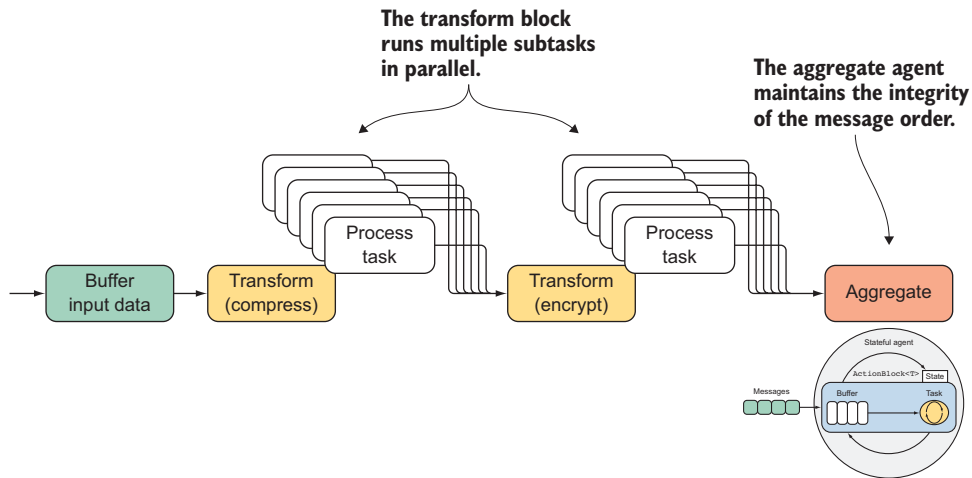 The transform block
runs multiple subtasks
in parallel.
The aggregate agent
maintains the integrity
of the message order.
Process
task
Process
task
Buffer
input data
Transform
(compress)
Transform
(encrypt)
Aggregate
Stateful agent
ActionBlock<T>
State
Messages
Buffer
Task